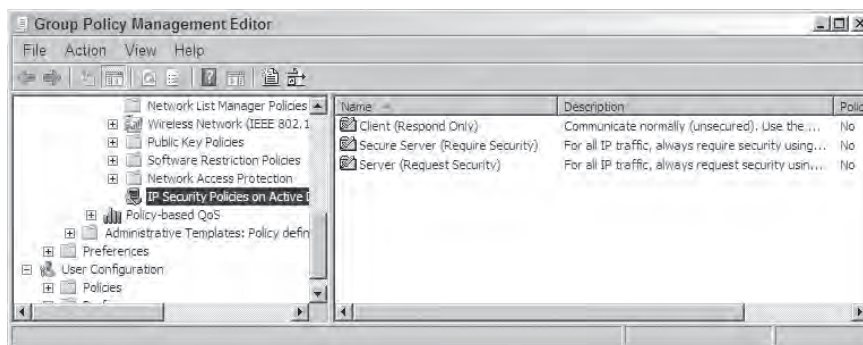 Group Policy Management Editor
File Action View Help
Network List Manager Policies
Wireless Network (IEEE 802.1
Public Key Policies
Software Restriction Policies
Network Access Protection
IP Security Policies on Active
Policy-based QoS
Administrative Templates: Policy defin
Preferences
User Configuration
Policies
Name Description Polic
Client (Respond Only) Communicate normally (unsecured). Use the ... No
Secure Server (Require Security) For all IP traffic, always require security using... No
Server (Request Security) For all IP traffic, always request security usin... No